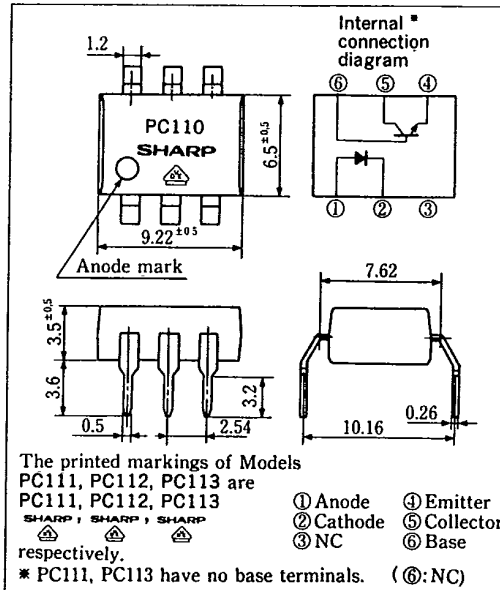 Internal *
connection
diagram
1.2
⑥ ⑤ ④
PC110
SHARP
6.5±0.5
① ② ③
9.22±0.5
Anode mark
7.62
3.5±0.5
3.6
3.2
0.5
2.54
0.26
10.16
The printed markings of Models
PC111, PC112, PC113 are
PC111, PC112, PC113
SHARP, SHARP, SHARP
respectively.
① Anode ④ Emitter
② Cathode ⑤ Collector
③ NC ⑥ Base
* PC111, PC113 have no base terminals. (⑥:NC)